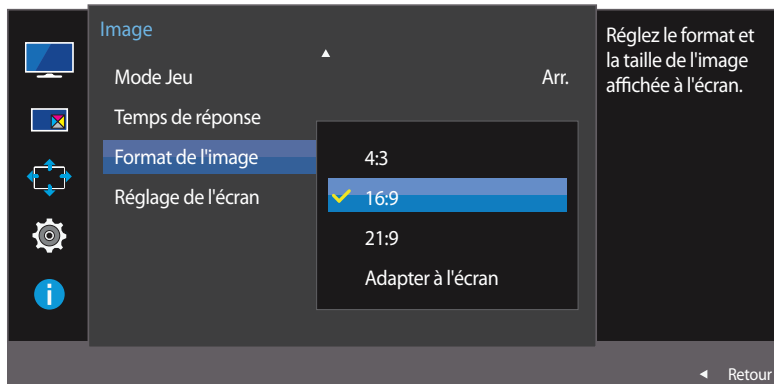 Image
Mode Jeu Arr.
Temps de réponse
Format de l'image
Réglage de l'écran
4:3
16:9
21:9
Adapter à l'écran
Réglez le format et
la taille de l'image
affichée à l'écran.
Retour